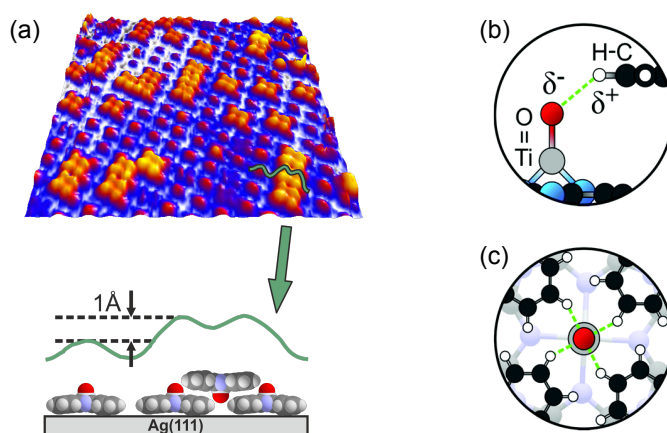 (a)
1Å
Ag(111)
(b)
H-C
δ-
δ+
O
=
Ti
(c)